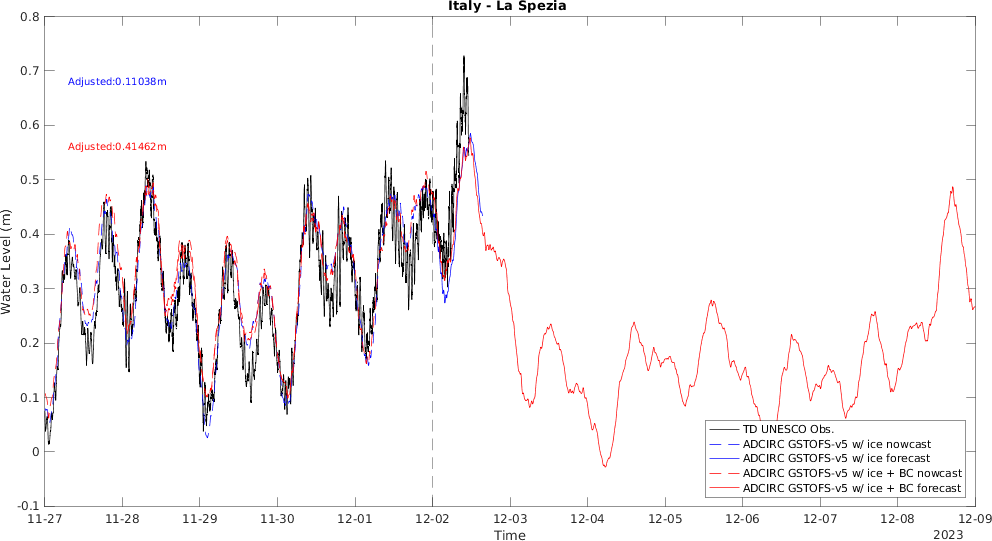 Italy - La Spezia
0.8
0.7
0.6
0.5
0.4
0.3
0.2
0.1
0
-0.1
Water Level (m)
Adjusted:0.11038m
Adjusted:0.41462m
TD UNESCO Obs.
ADCIRC GSTOFS-v5 w/ ice nowcast
ADCIRC GSTOFS-v5 w/ ice forecast
ADCIRC GSTOFS-v5 w/ ice + BC nowcast
ADCIRC GSTOFS-v5 w/ ice + BC forecast
11-27 11-28 11-29 11-30 12-01 12-02 12-03 12-04 12-05 12-06 12-07 12-08 12-09
Time
2023